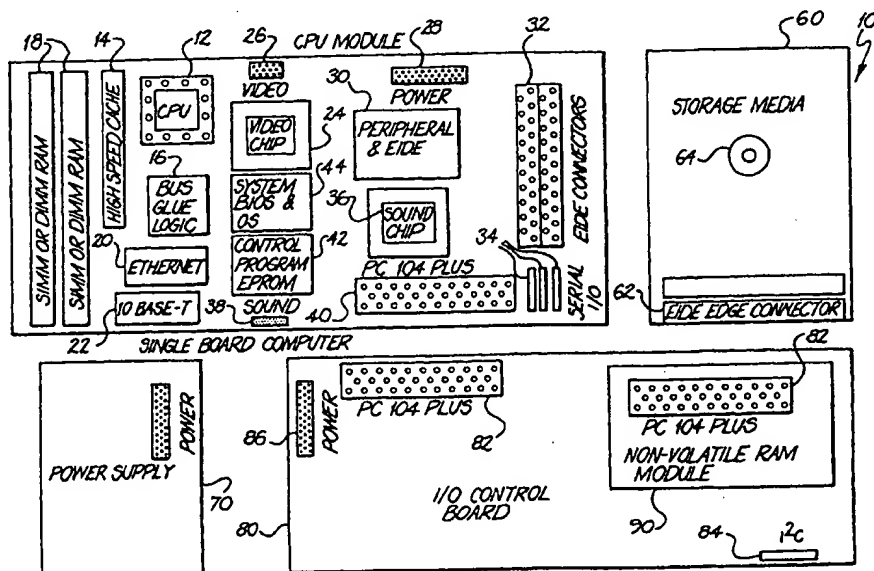 18
14
12
26
CPU MODULE
28
32
60
10
SIMM OR DIMM RAM
SIMM OR DIMM RAM
HIGH SPEED CACHE
CPU
VIDEO
POWER
30
VIDEO
CHIP
24
PERIPHERAL
& EIDE
EIDE CONNECTORS
STORAGE MEDIA
64
16
BUS
GLUE
LOGIC
SYSTEM
BIOS &
OS
44
36
SOUND
CHIP
34
20
ETHERNET
CONTROL
PROGRAM
EPROM
42
PC 104 PLUS
SERIAL
I/O
62
EIDE EDGE CONNECTOR
22
10 BASE-T
SOUND
38
40
SINGLE BOARD COMPUTER
POWER
POWER SUPPLY
70
86
POWER
PC 104 PLUS
82
I/O CONTROL
BOARD
80
82
PC 104 PLUS
NON-VOLATILE RAM
MODULE
90
84
I²C